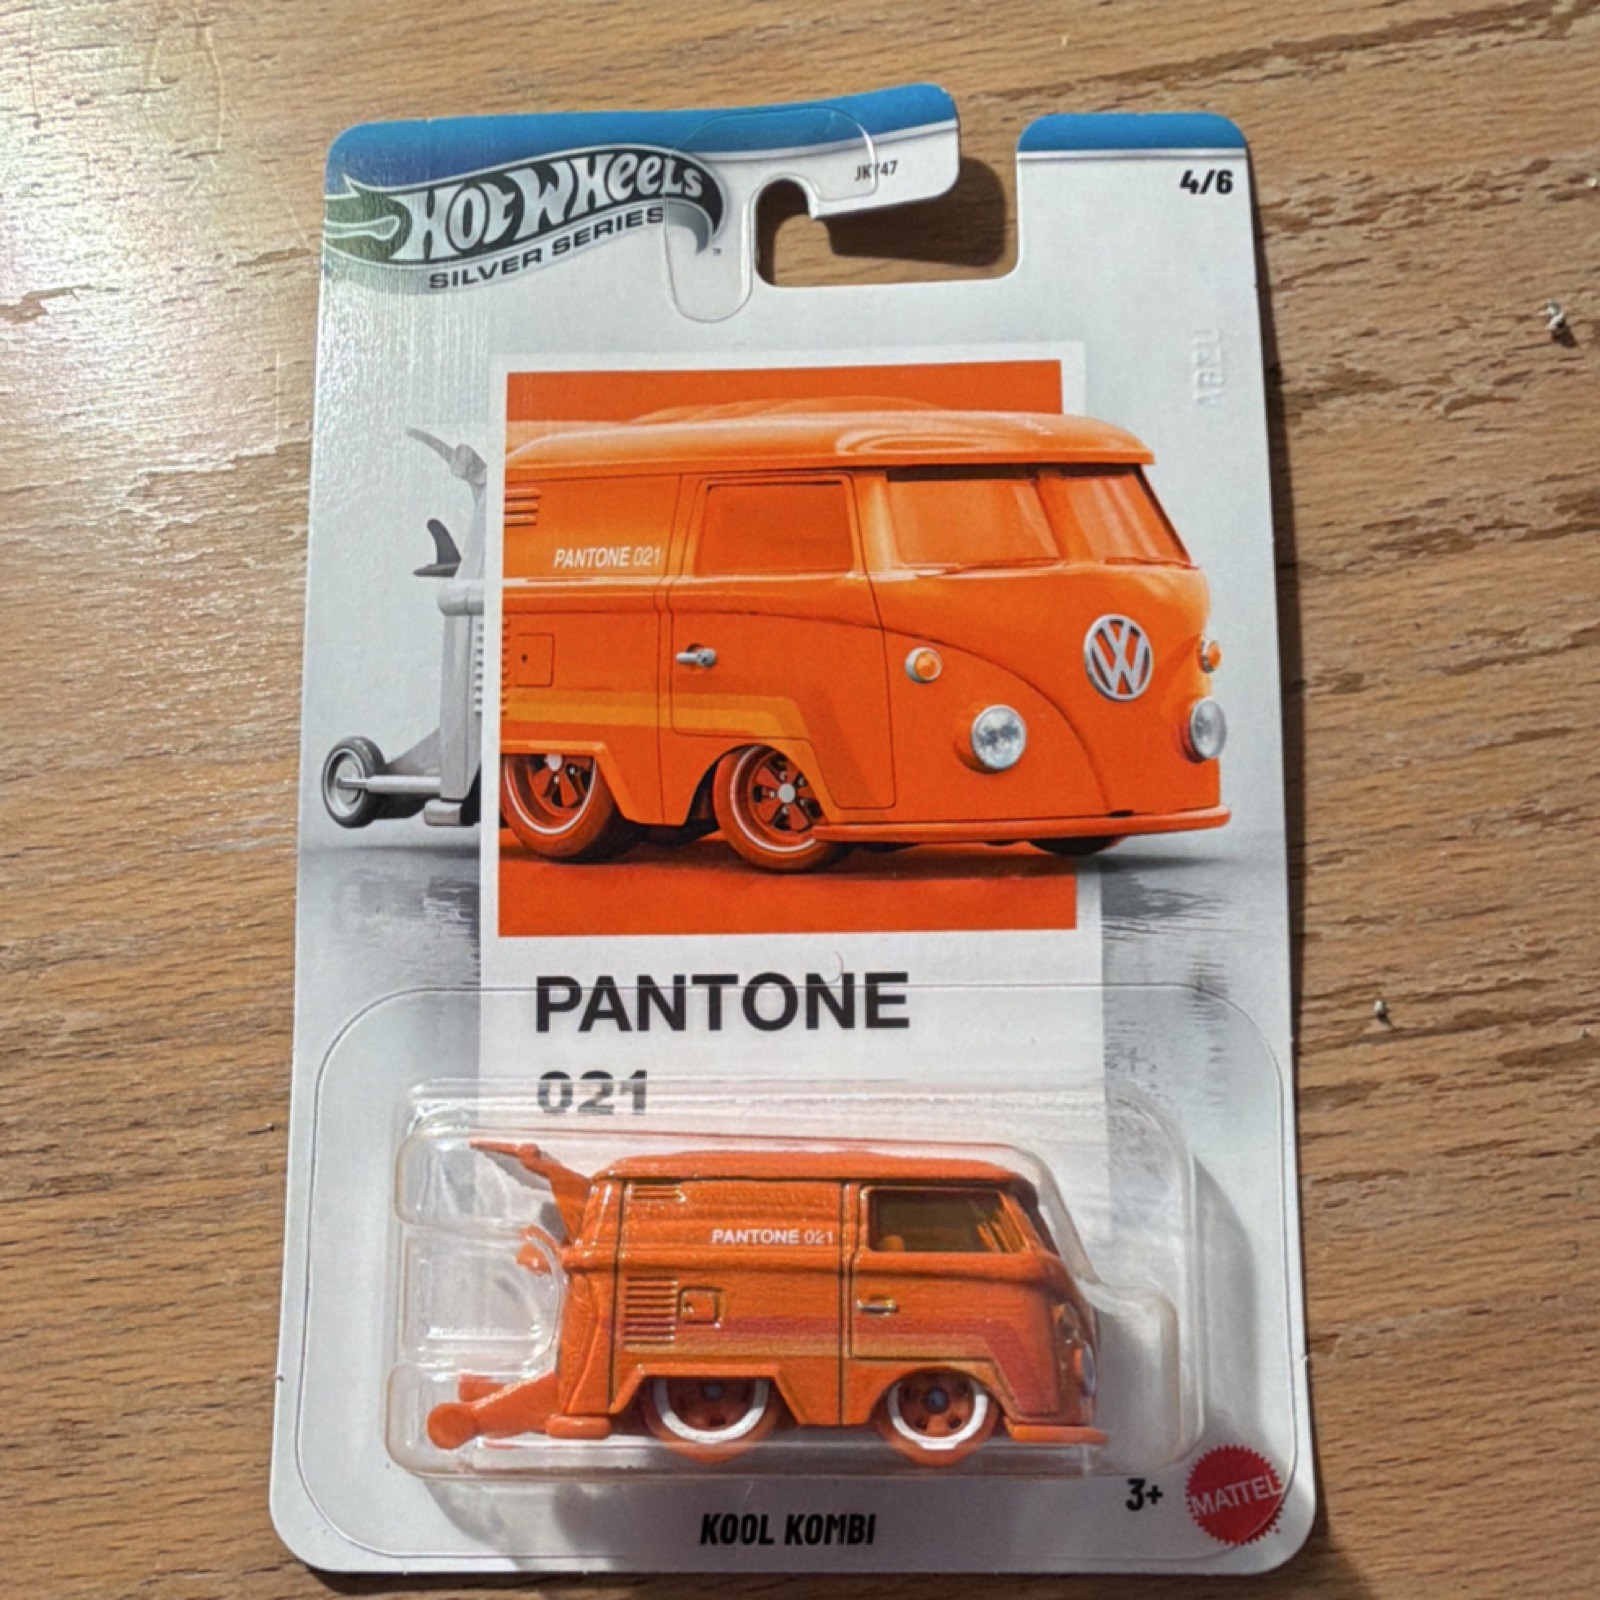 HOT WHEELS
SILVER SERIES
4/6
PANTONE 021
PANTONE
021
PANTONE 021
KOOL KOMBI
3+
MATTEL